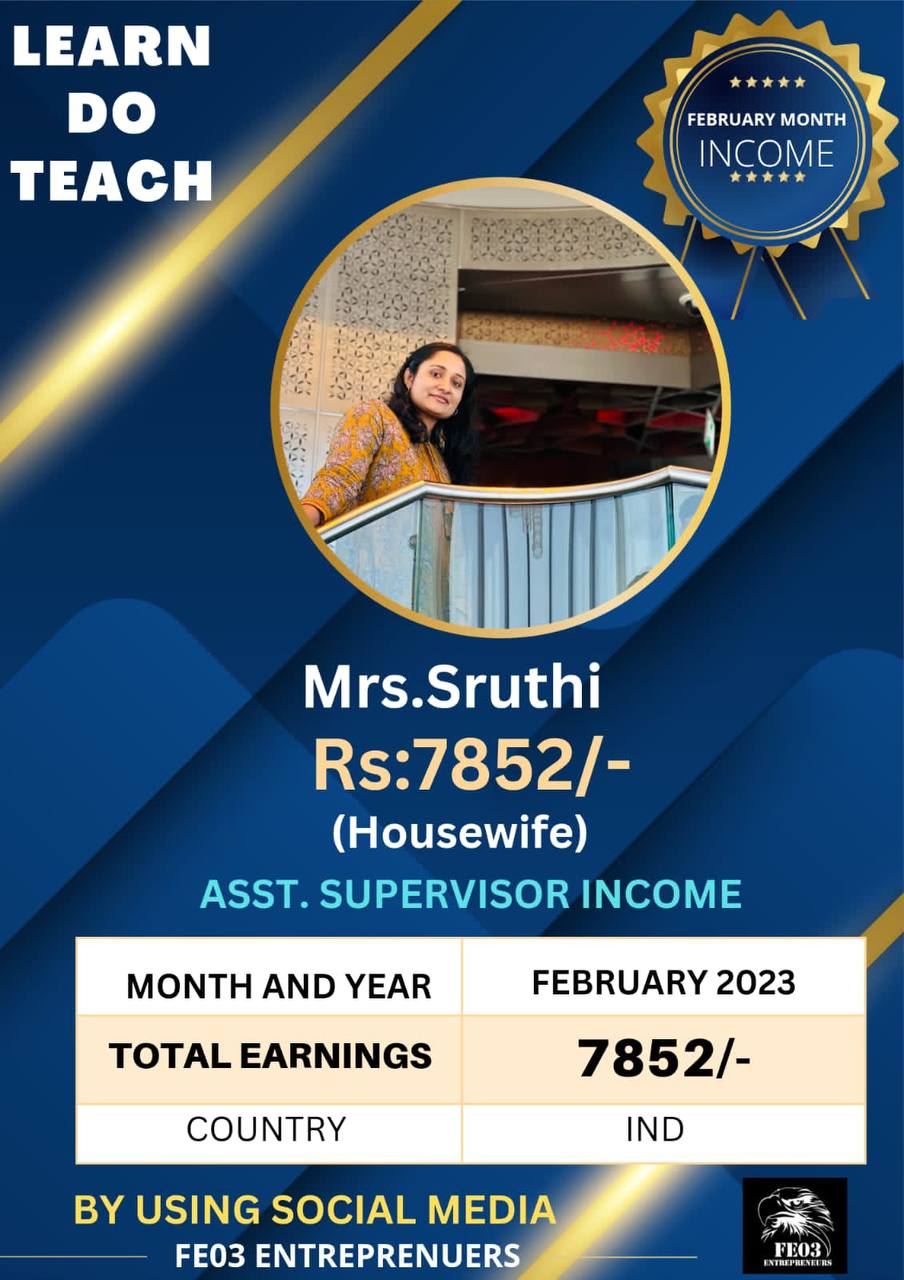 LEARN
DO
TEACH
FEBRUARY MONTH
INCOME
Mrs.Sruthi
Rs:7852/-
(Housewife)
ASST. SUPERVISOR INCOME
MONTH AND YEAR FEBRUARY 2023
TOTAL EARNINGS 7852/-
COUNTRY IND
BY USING SOCIAL MEDIA
FE03 ENTREPRENUERS
FE03
ENTREPRENEURS